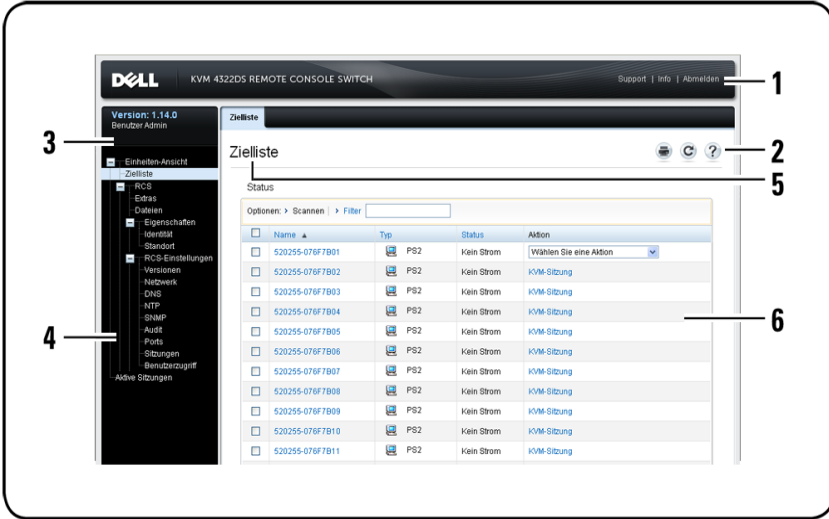 DELL KVM 4322DS REMOTE CONSOLE SWITCH Support | Info | Abmelden
1
Version: 1.14.0
Benutzer Admin
Zielliste
3
Zielliste
2
5
Einheiten-Ansicht
Zielliste
RCS
Extras
Dateien
Eigenschaften
Identität
Standort
RCS-Einstellungen
Versionen
Netzwerk
DNS
NTP
SNMP
Audit
Ports
Sitzungen
Benutzerzugriff
Aktive Sitzungen
4
Status
Optionen: Scannen | Filter
Name Typ Status Aktion
520255-076F7B01 PS2 Kein Strom Wählen Sie eine Aktion
520255-076F7B02 PS2 Kein Strom KVM-Sitzung
520255-076F7B03 PS2 Kein Strom KVM-Sitzung
520255-076F7B04 PS2 Kein Strom KVM-Sitzung
6
520255-076F7B05 PS2 Kein Strom KVM-Sitzung
520255-076F7B06 PS2 Kein Strom KVM-Sitzung
520255-076F7B07 PS2 Kein Strom KVM-Sitzung
520255-076F7B08 PS2 Kein Strom KVM-Sitzung
520255-076F7B09 PS2 Kein Strom KVM-Sitzung
520255-076F7B10 PS2 Kein Strom KVM-Sitzung
520255-076F7B11 PS2 Kein Strom KVM-Sitzung